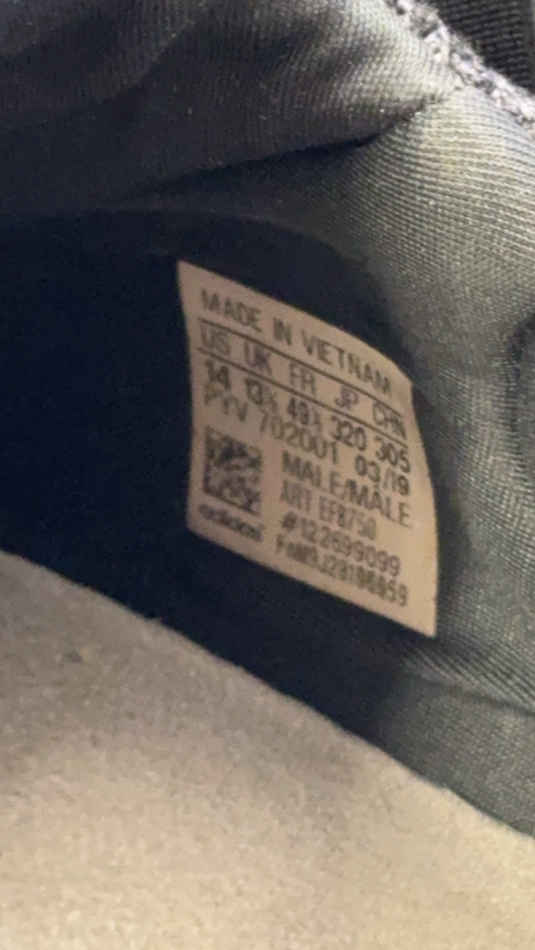 MADE IN VIETNAM
US UK FR JP CHN
14 13½ 49⅓ 320 305
PYV 702001 03/19
MALE/MALE
ART EF8750
#122699099
adidas